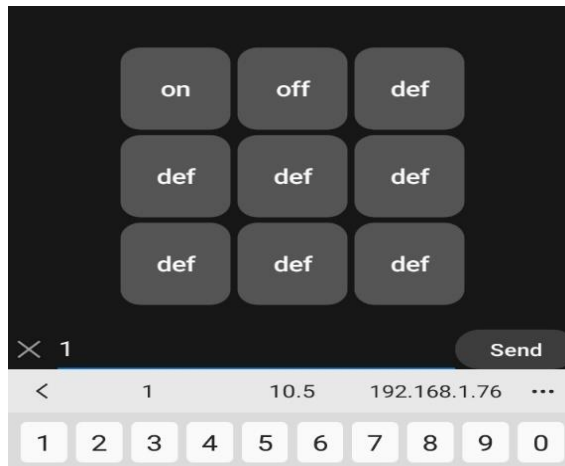 on off def
def def def
def def def
1 Send
< 1 10.5 192.168.1.76 ...
1 2 3 4 5 6 7 8 9 0